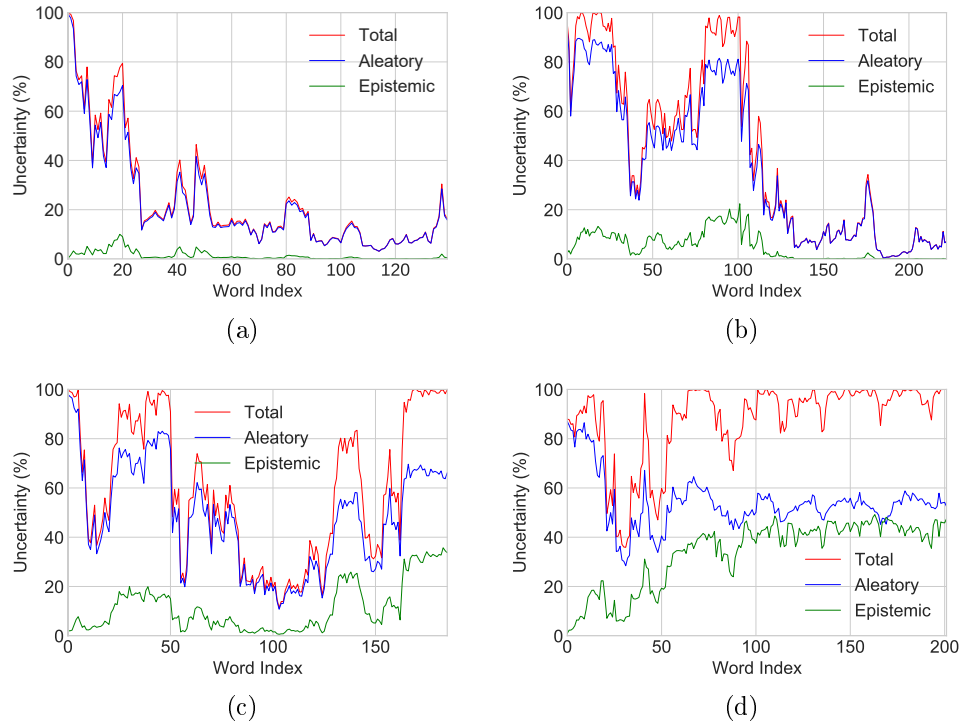 100
80
60
40
20
0
Uncertainty (%)
Total
Aleatory
Epistemic
0 20 40 60 80 100 120
Word Index
(a)
100
80
60
40
20
0
Uncertainty (%)
Total
Aleatory
Epistemic
0 50 100 150 200
Word Index
(b)
100
80
60
40
20
0
Uncertainty (%)
Total
Aleatory
Epistemic
0 50 100 150
Word Index
(c)
100
80
60
40
20
0
Uncertainty (%)
Total
Aleatory
Epistemic
0 50 100 150 200
Word Index
(d)